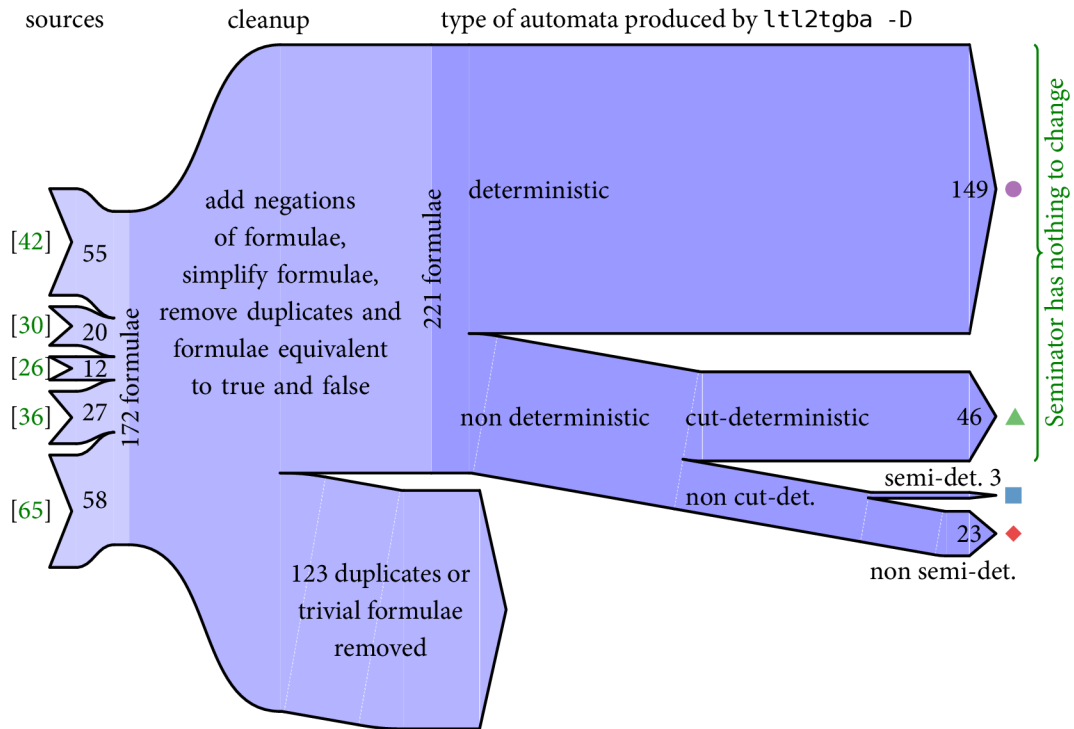 sources
cleanup
type of automata produced by ltl2tgba -D
[42]
55
[30]
20
[26]
12
[36]
27
[65]
58
172 formulae
add negations
of formulae,
simplify formulae,
remove duplicates and
formulae equivalent
to true and false
221 formulae
deterministic
149
non deterministic
cut-deterministic
46
semi-det. 3
non cut-det.
23
non semi-det.
123 duplicates or
trivial formulae
removed
Seminator has nothing to change